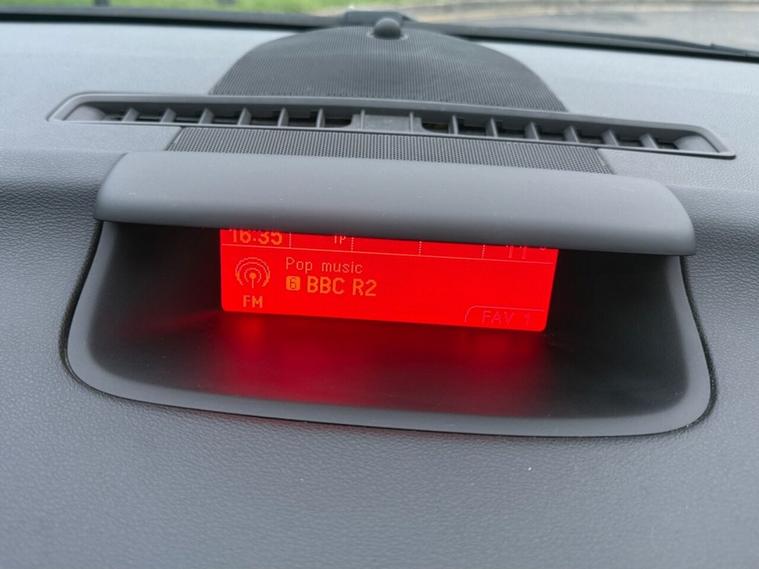 16:35 TP
Pop music
6 BBC R2
FM
FAV 1